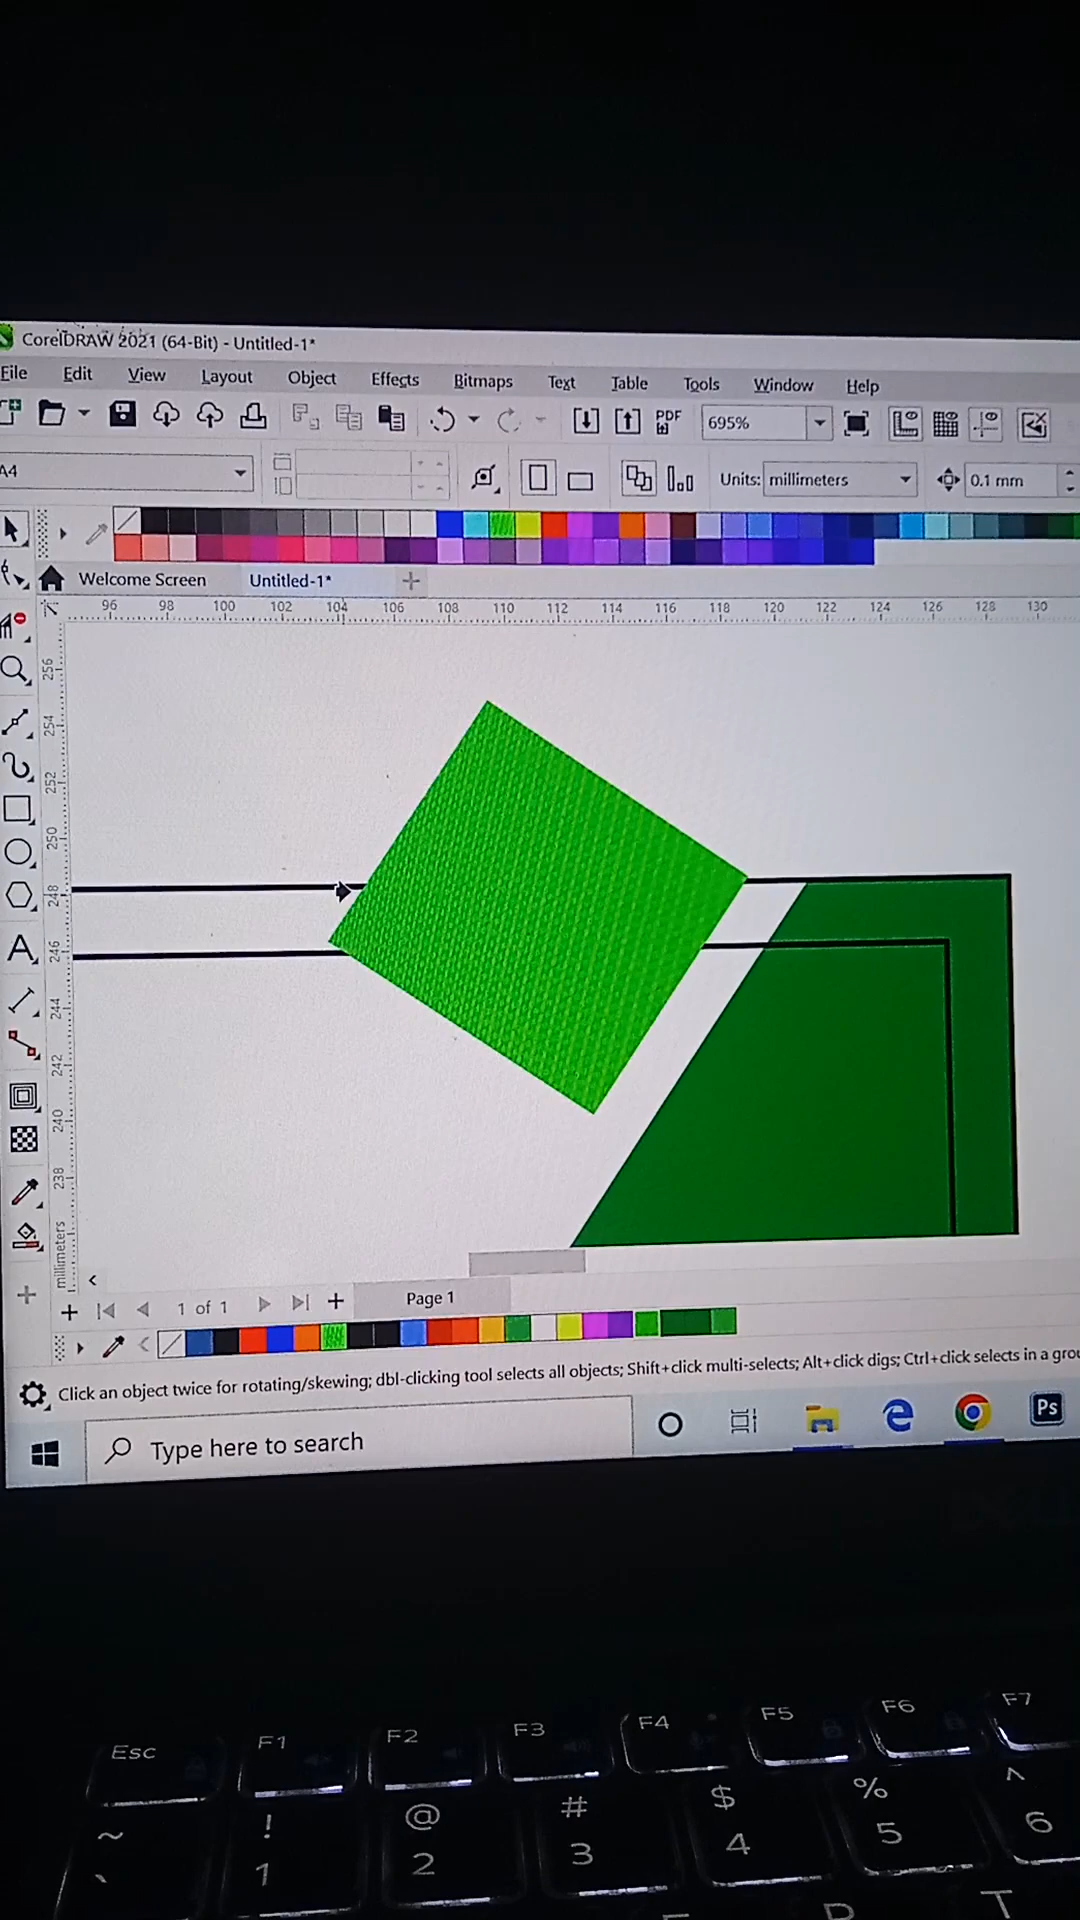 CorelDRAW 2021 (64-Bit) - Untitled-1*
File Edit View Layout Object Effects Bitmaps Text Table Tools Window Help
PDF 695%
A4 Units: millimeters 0.1 mm
Welcome Screen Untitled-1*
96 98 100 102 104 106 108 110 112 114 116 118 120 122 124 126 128 130
256
254
252
250
248
246
244
242
240
238
millimeters
1 of 1 Page 1
Click an object twice for rotating/skewing; dbl-clicking tool selects all objects; Shift+click multi-selects; Alt+click digs; Ctrl+click selects in a grou
Type here to search Ps
Esc F1 F2 F3 F4 F5 F6 F7
~ ! @ # $ % ^
` 1 2 3 4 5 6
R T